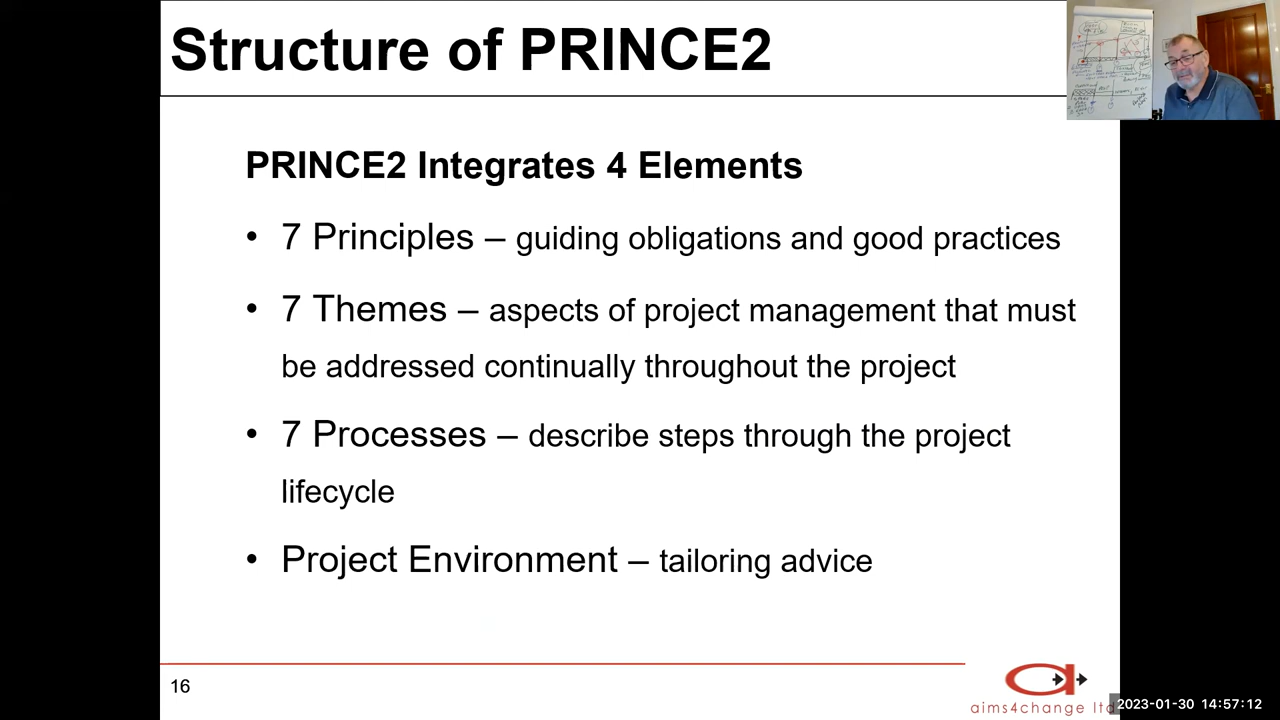 Structure of PRINCE2
PRINCE2 Integrates 4 Elements
• 7 Principles – guiding obligations and good practices
• 7 Themes – aspects of project management that must
be addressed continually throughout the project
• 7 Processes – describe steps through the project
lifecycle
• Project Environment – tailoring advice
16
aims4change ltd
2023-01-30 14:57:12